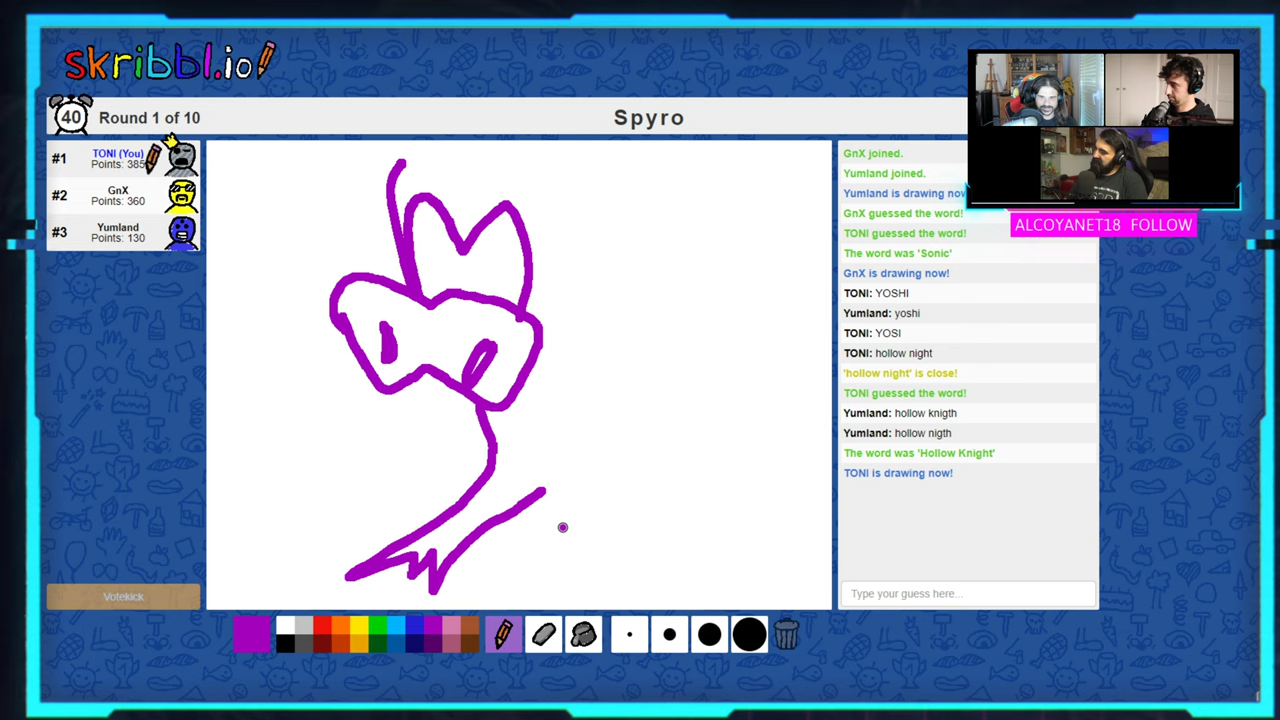 skribbl.io!
40
Round 1 of 10
Spyro
#1
TONI (You)
Points: 385
#2
GnX
Points: 360
#3
Yumland
Points: 130
Votekick
GnX joined.
Yumland joined.
Yumland is drawing now
GnX guessed the word!
TONI guessed the word!
The word was 'Sonic'
GnX is drawing now!
TONI: YOSHI
Yumland: yoshi
TONI: YOSI
TONI: hollow night
'hollow night' is close!
TONI guessed the word!
Yumland: hollow knigth
Yumland: hollow nigth
The word was 'Hollow Knight'
TONI is drawing now!
Type your guess here...
ALCOYANET18 FOLLOW